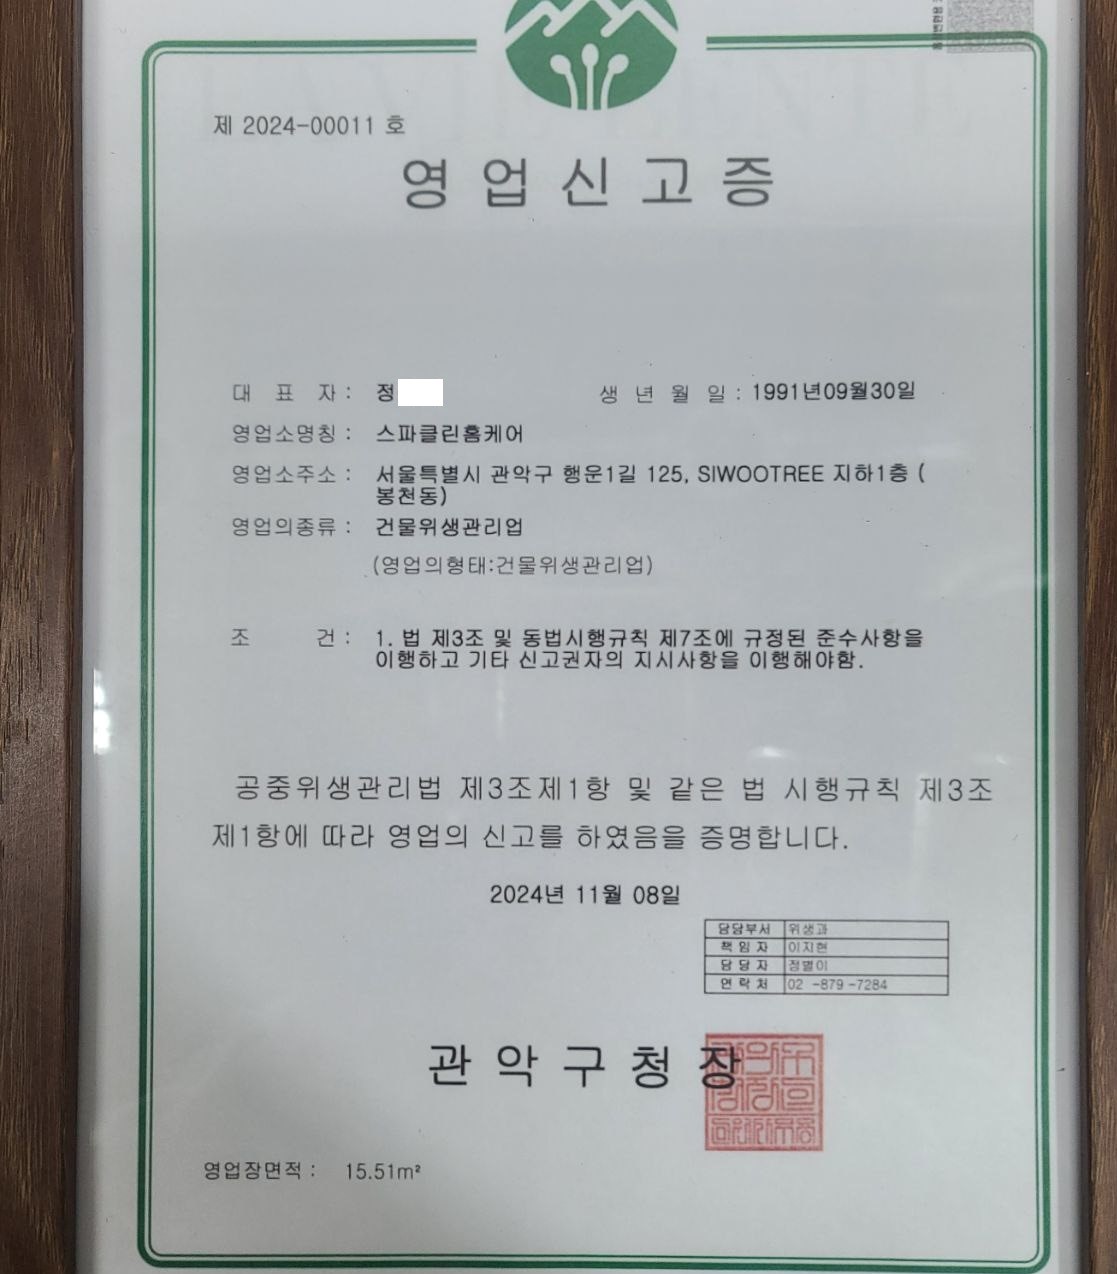 제 2024-00011 호
영업신고증
대 표 자 : 정
생 년 월 일 : 1991년09월30일
영업소명칭 : 스파클린홈케어
영업소주소 : 서울특별시 관악구 행운1길 125, SIWOOTREE 지하1층 (
봉천동)
영업의종류 : 건물위생관리업
(영업의형태:건물위생관리업)
조 건 : 1. 법 제3조 및 동법시행규칙 제7조에 규정된 준수사항을
이행하고 기타 신고권자의 지시사항을 이행해야함.
공중위생관리법 제3조제1항 및 같은 법 시행규칙 제3조
제1항에 따라 영업의 신고를 하였음을 증명합니다.
2024년 11월 08일
담당부서 위생과
책 임 자 이지현
담 당 자 정별이
연 락 처 02 -879 -7284
관 악 구 청 장
영업장면적 : 15.51m²